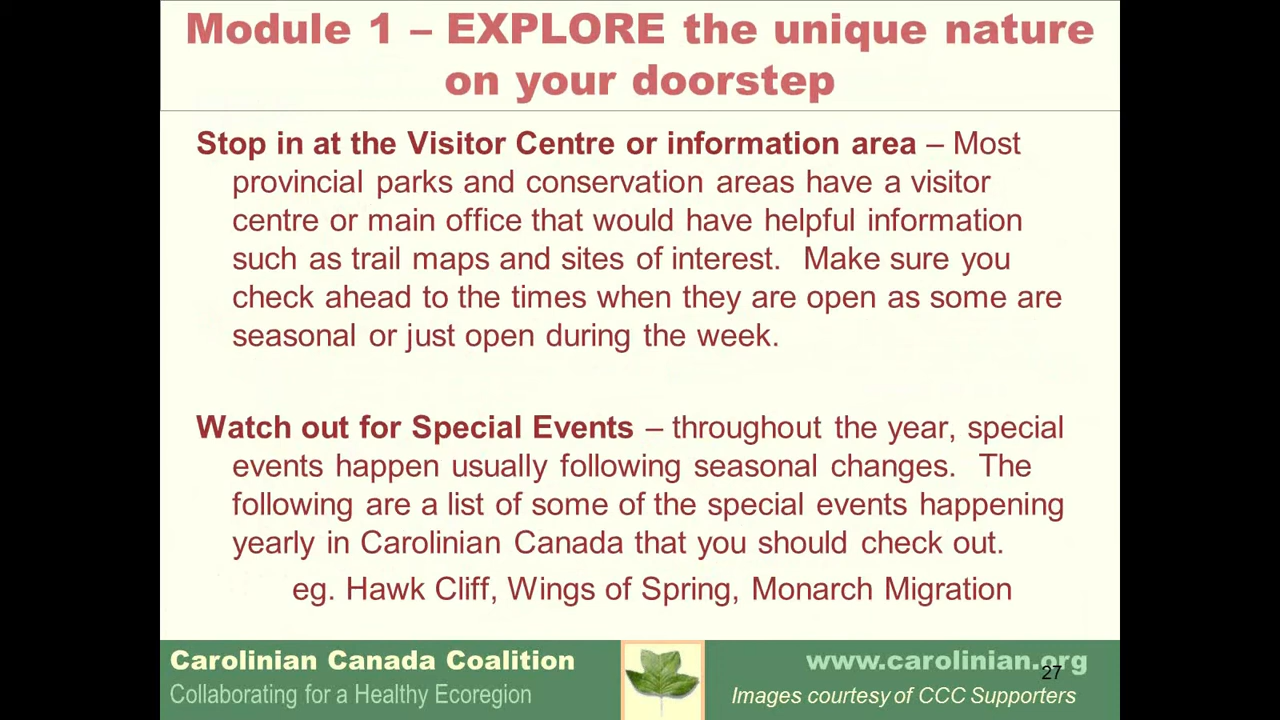 Module 1 – EXPLORE the unique nature
on your doorstep
Stop in at the Visitor Centre or information area – Most
provincial parks and conservation areas have a visitor
centre or main office that would have helpful information
such as trail maps and sites of interest. Make sure you
check ahead to the times when they are open as some are
seasonal or just open during the week.
Watch out for Special Events – throughout the year, special
events happen usually following seasonal changes. The
following are a list of some of the special events happening
yearly in Carolinian Canada that you should check out.
eg. Hawk Cliff, Wings of Spring, Monarch Migration
Carolinian Canada Coalition
Collaborating for a Healthy Ecoregion
www.carolinian.org
27
Images courtesy of CCC Supporters